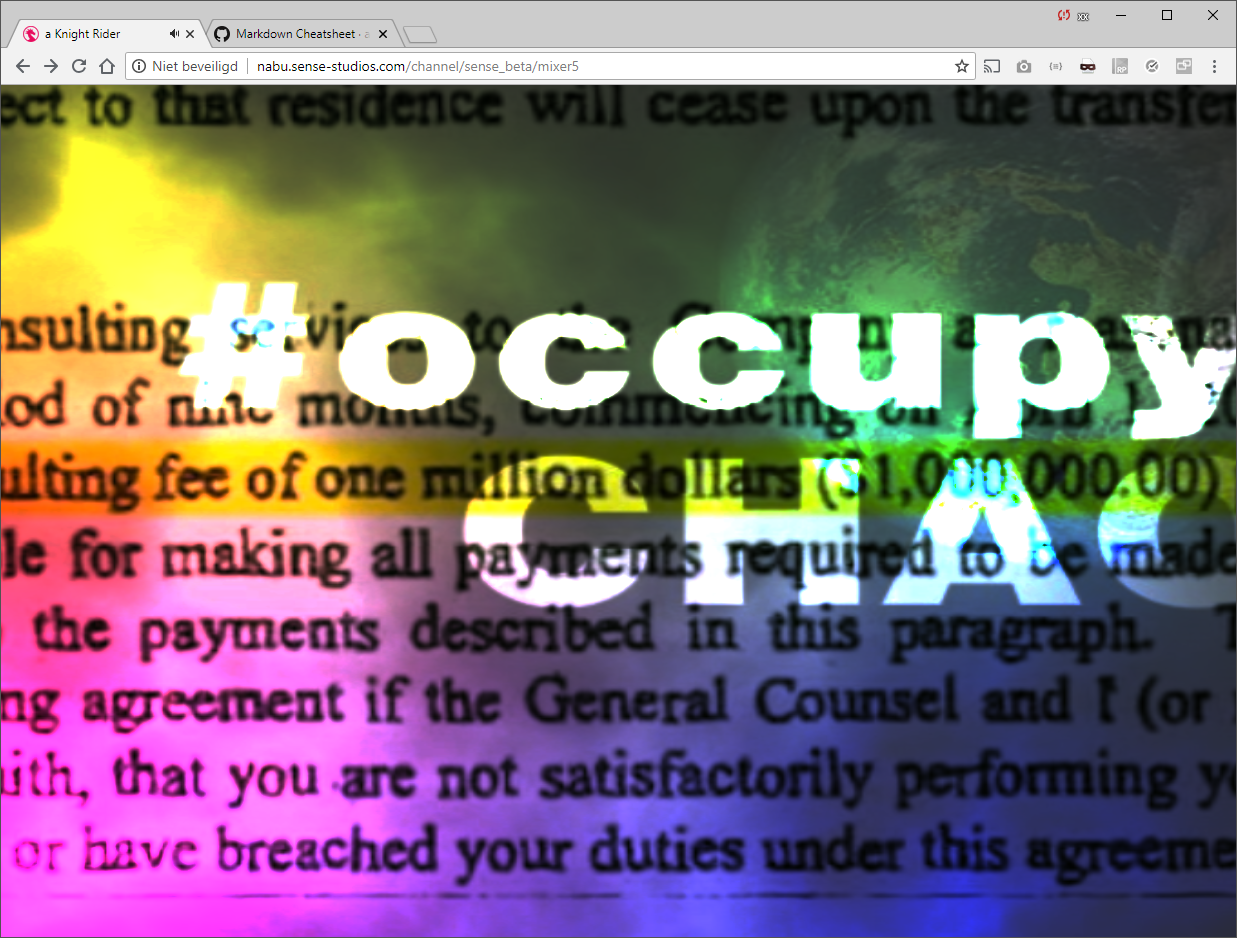 a Knight Rider
Markdown Cheatsheet · a
Niet beveiligd
nabu.sense-studios.com/channel/sense_beta/mixer5
ect to that residence will cease upon the transfer
nsulting services to the Company
#occupy
iod of nine months, commencing on
ulting fee of one million dollars ($1,000,000.00)
CHAO
le for making all payments required to be made
the payments described in this paragraph. T
ng agreement if the General Counsel and I (or
ith, that you are not satisfactorily performing yo
or have breached your duties under this agreeme